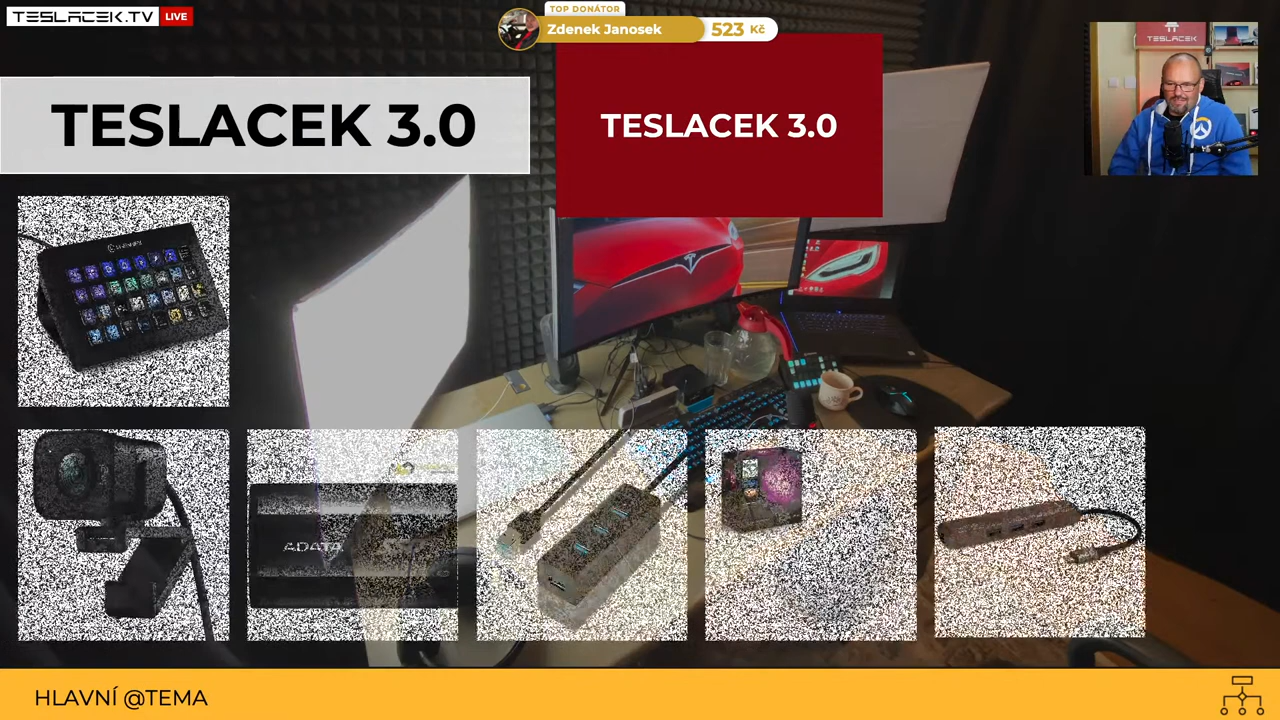 TESLACEK.TV LIVE
TOP DONÁTOR
Zdenek Janosek 523 Kč
TESLACEK
TESLACEK 3.0
TESLACEK 3.0
ADATA
HLAVNÍ @TEMA